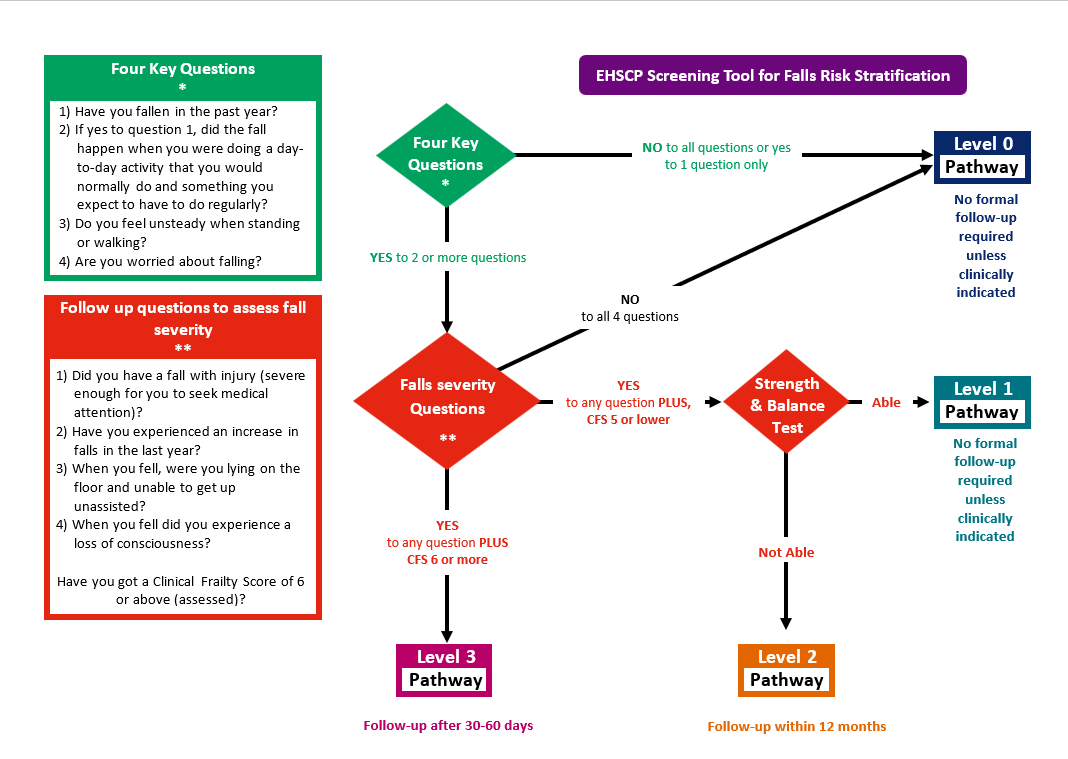 Four Key Questions
*
1) Have you fallen in the past year?
2) If yes to question 1, did the fall
happen when you were doing a day-
to-day activity that you would
normally do and something you
expect to have to do regularly?
3) Do you feel unsteady when standing
or walking?
4) Are you worried about falling?
Follow up questions to assess fall
severity
**
1) Did you have a fall with injury (severe
enough for you to seek medical
attention)?
2) Have you experienced an increase in
falls in the last year?
3) When you fell, were you lying on the
floor and unable to get up
unassisted?
4) When you fell did you experience a
loss of consciousness?
Have you got a Clinical Frailty Score of 6
or above (assessed)?
EHSCP Screening Tool for Falls Risk Stratification
Four Key
Questions
*
NO to all questions or yes
to 1 question only
Level 0
Pathway
No formal
follow-up
required
unless
clinically
indicated
YES to 2 or more questions
NO
to all 4 questions
Falls severity
Questions
**
YES
to any question PLUS,
CFS 5 or lower
Strength
& Balance
Test
Able
Level 1
Pathway
No formal
follow-up
required
unless
clinically
indicated
YES
to any question PLUS
CFS 6 or more
Not Able
Level 3
Pathway
Follow-up after 30-60 days
Level 2
Pathway
Follow-up within 12 months